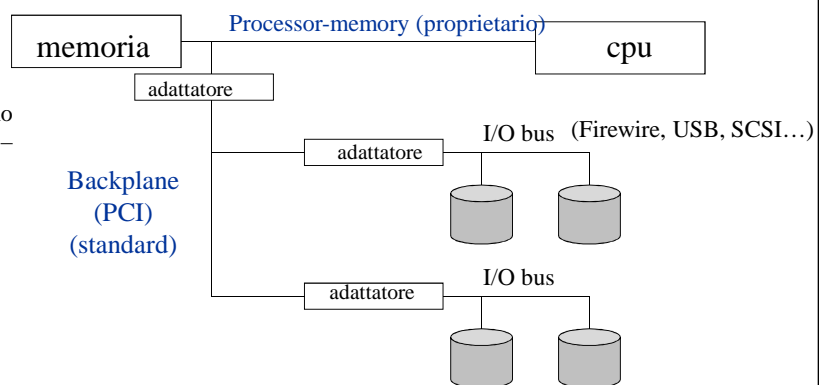 Processor-memory (proprietario)
memoria
cpu
adattatore
I/O bus (Firewire, USB, SCSI…)
–
adattatore
Backplane
(PCI)
(standard)
I/O bus
adattatore